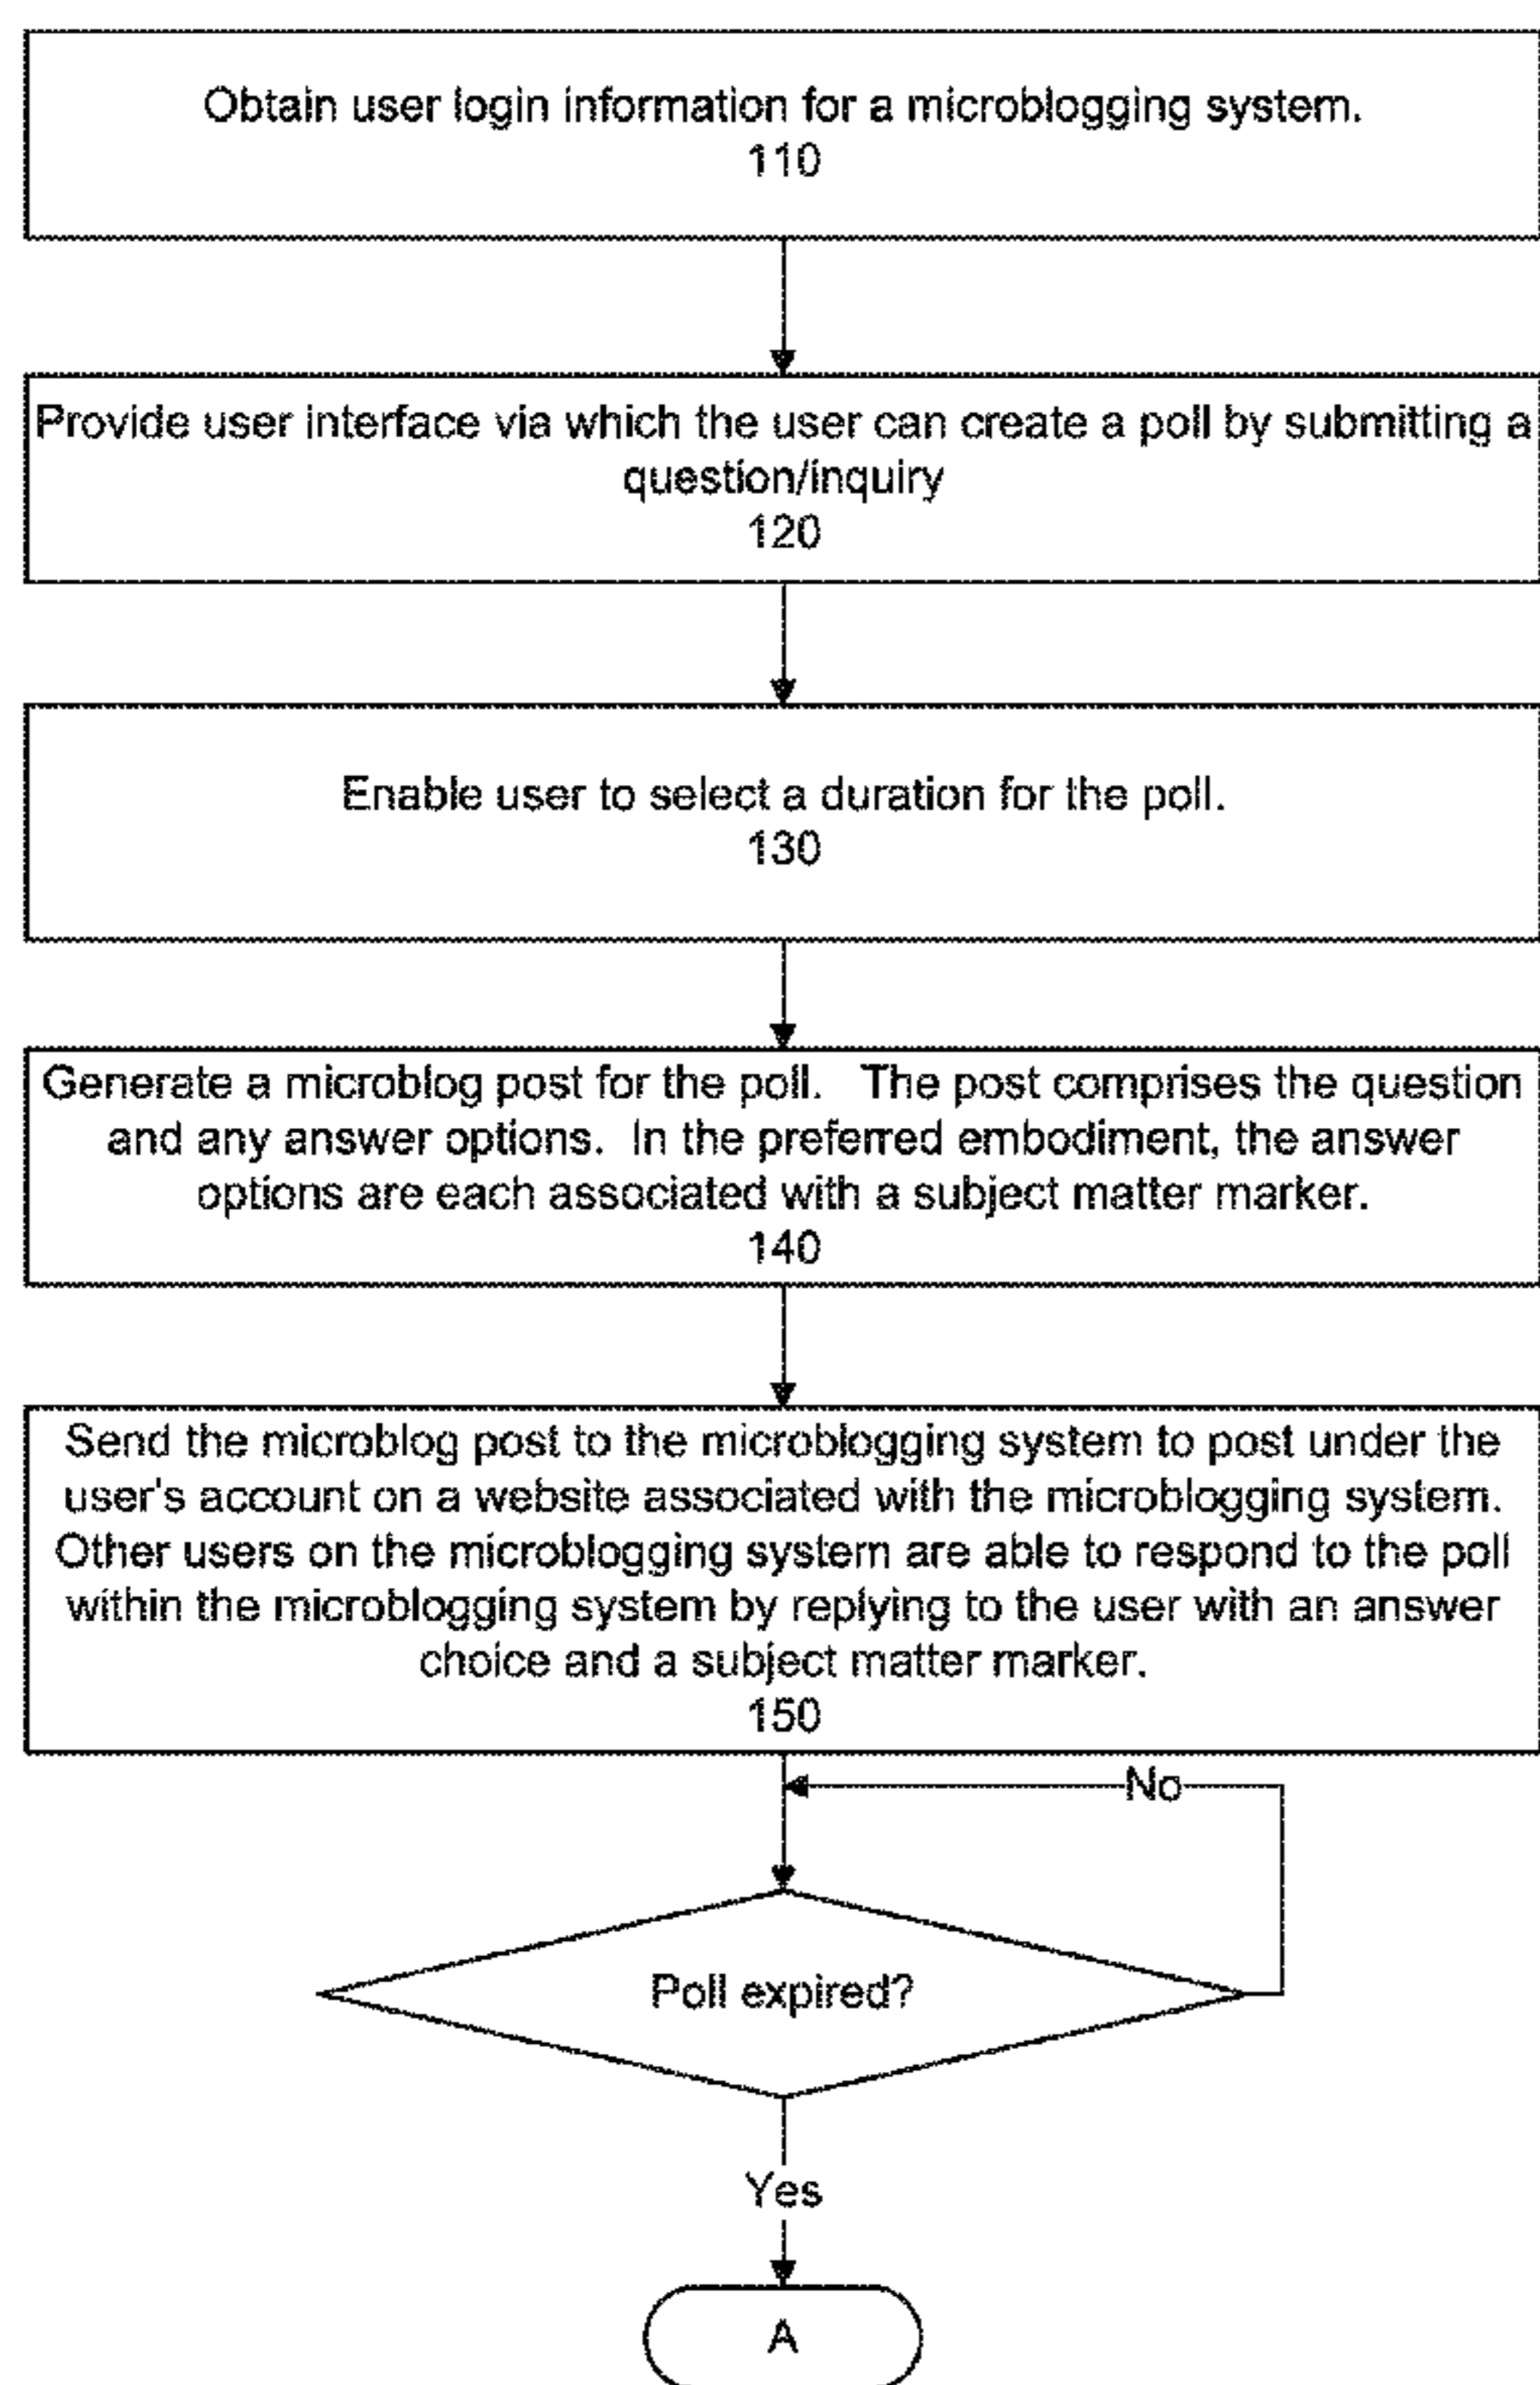 Obtain user login information for a microblogging system.
110
Provide user interface via which the user can create a poll by submitting a
question/inquiry
120
Enable user to select a duration for the poll.
130
Generate a microblog post for the poll.   The post comprises the question
and any answer options.  In the preferred embodiment, the answer
options are each associated with a subject matter marker.
140
Send the microblog post to the microblogging system to post under the
user's account on a website associated with the microblogging system.
Other users on the microblogging system are able to respond to the poll
within the microblogging system by replying to the user with an answer
choice and a subject matter marker.
150
No
Poll expired?
Yes
A